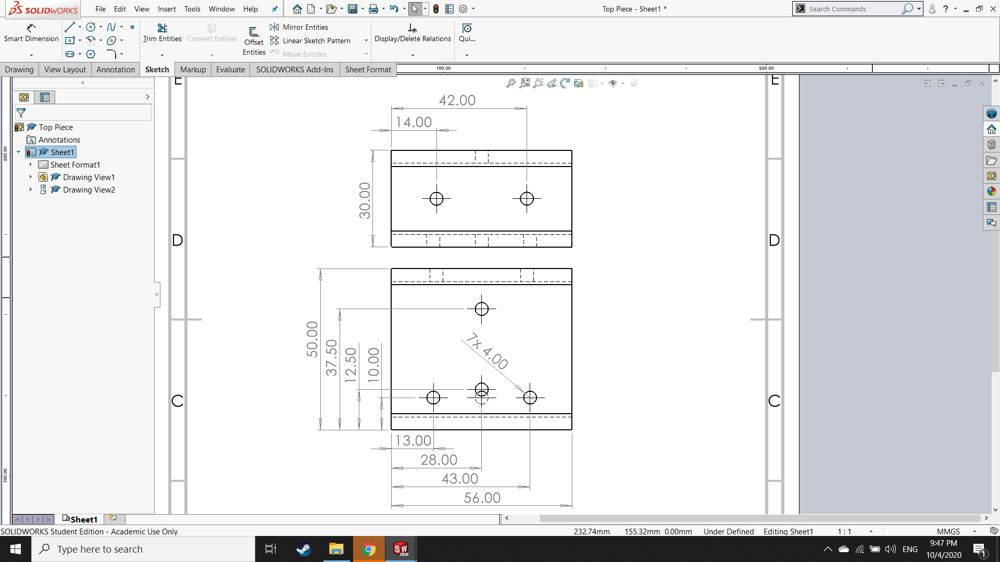 SOLIDWORKS File Edit View Insert Tools Window Help Top Piece - Sheet1 * Search Commands ?
Smart Dimension Trim Entities Convert Entities Offset Entities Mirror Entities Linear Sketch Pattern Move Entities Display/Delete Relations Qui...
Drawing View Layout Annotation Sketch Markup Evaluate SOLIDWORKS Add-Ins Sheet Format
100.00 200.00
Top Piece
Annotations
Sheet1
Sheet Format1
Drawing View1
Drawing View2
200.00
100.00
E E
D D
C C
42.00
14.00
30.00
50.00
37.50
12.50
10.00
7x 4.00
13.00
28.00
43.00
56.00
Sheet1
SOLIDWORKS Student Edition - Academic Use Only 232.74mm 155.32mm 0.00mm Under Defined Editing Sheet1 1 : 1 MMGS
Type here to search SW 2020 ENG 9:47 PM
10/4/2020 1